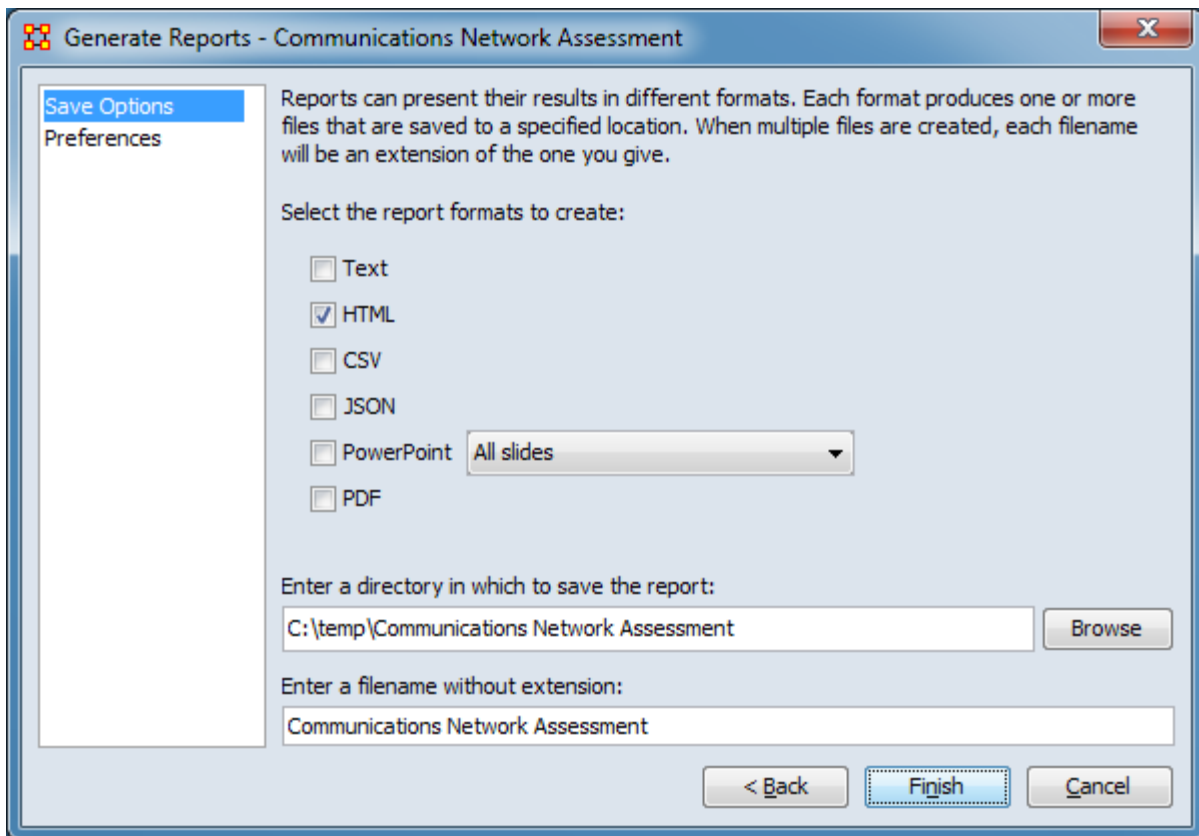 Generate Reports - Communications Network Assessment
Save Options
Preferences
Reports can present their results in different formats. Each format produces one or more
files that are saved to a specified location. When multiple files are created, each filename
will be an extension of the one you give.
Select the report formats to create:
Text
HTML
CSV
JSON
PowerPoint All slides
PDF
Enter a directory in which to save the report:
C:\temp\Communications Network Assessment Browse
Enter a filename without extension:
Communications Network Assessment
< Back Finish Cancel